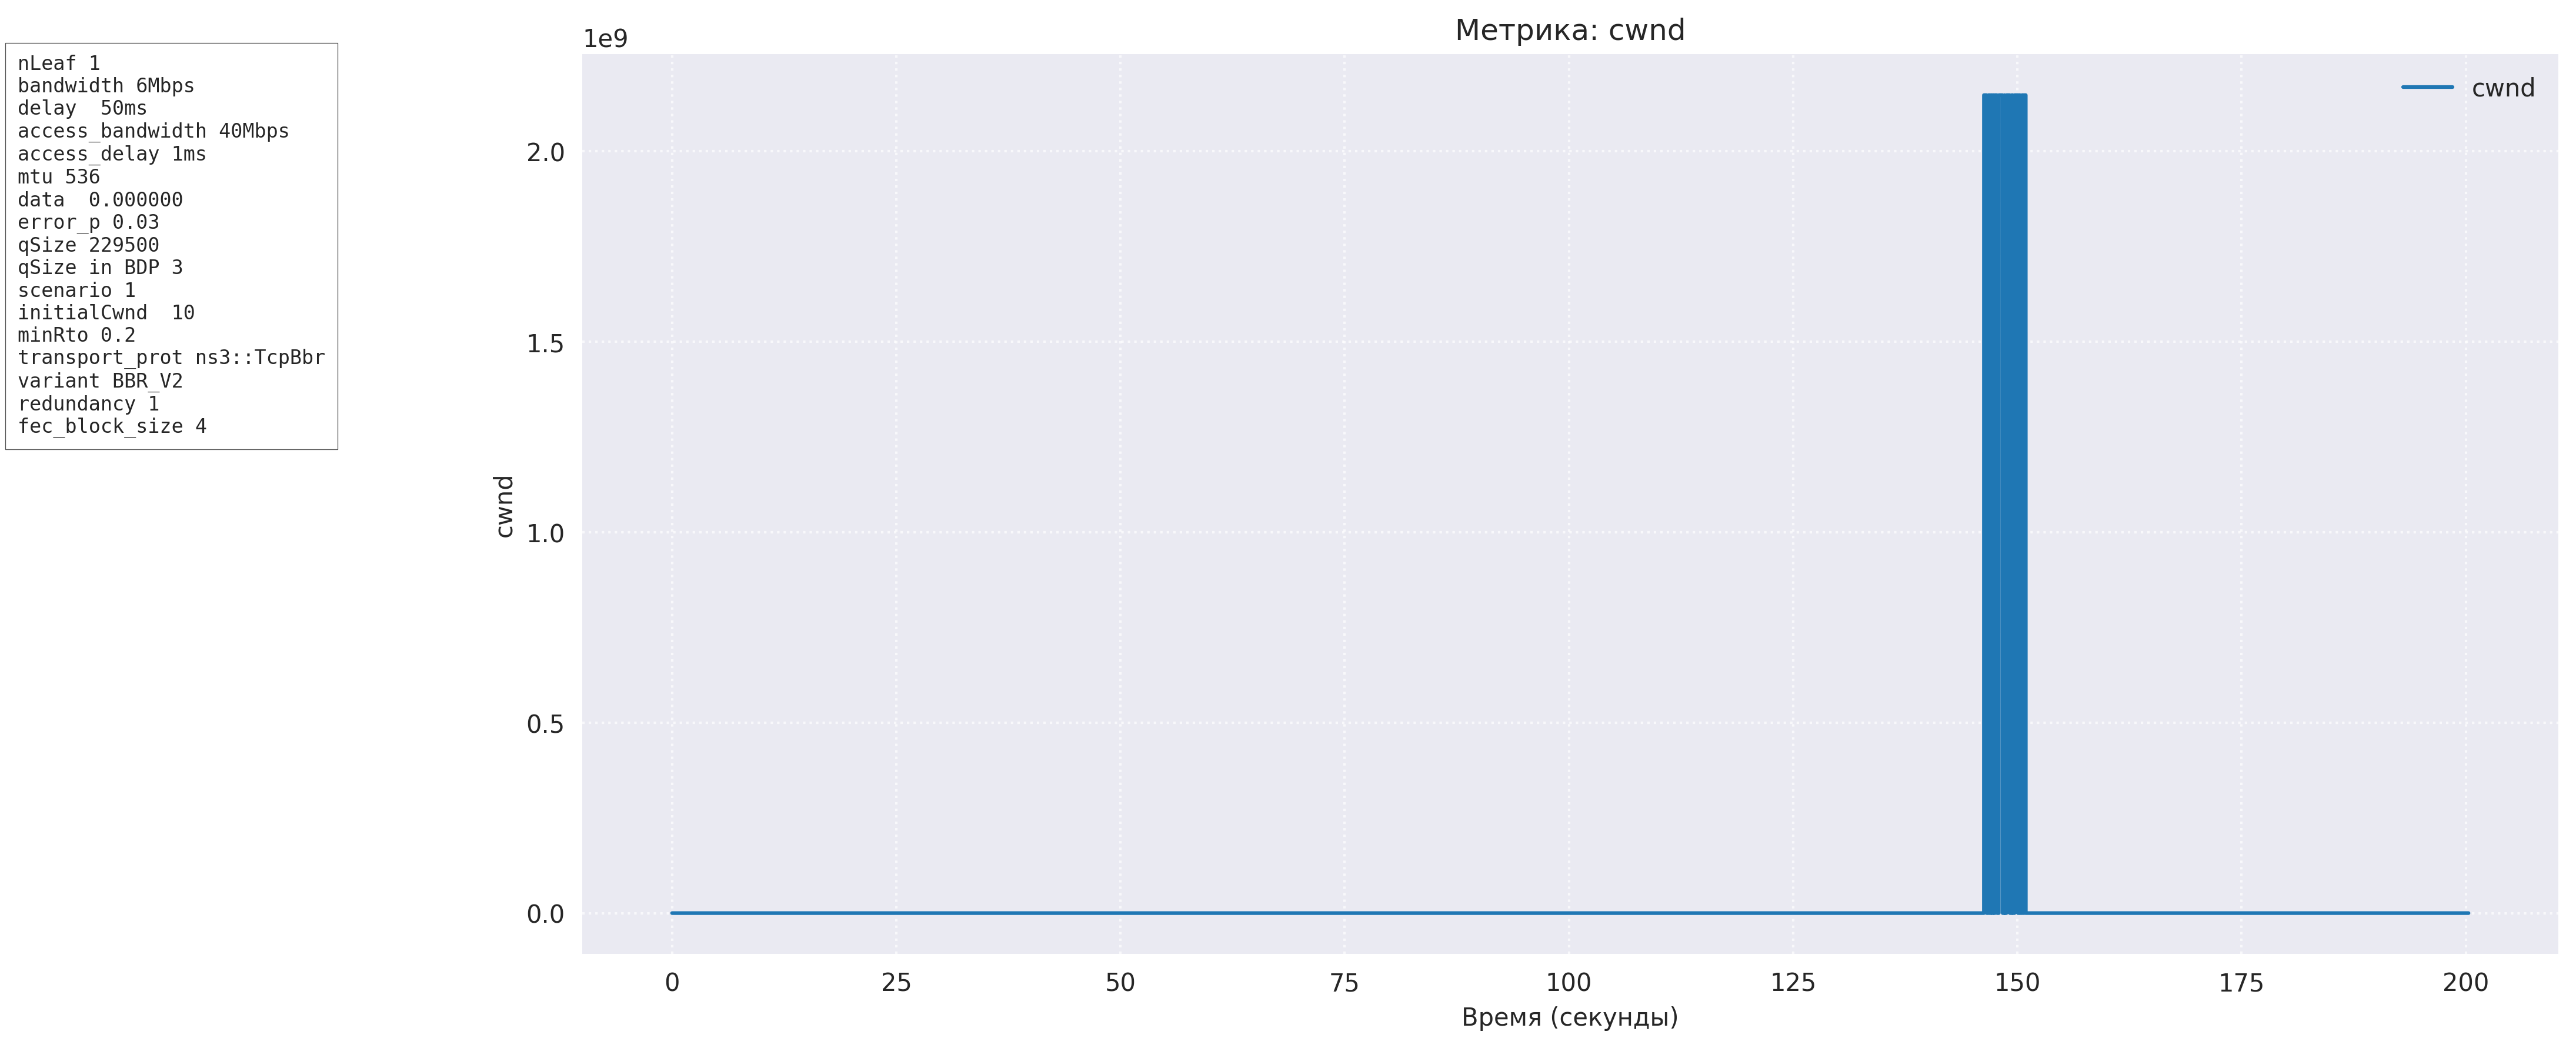 nLeaf 1
bandwidth 6Mbps
delay  50ms
access_bandwidth 40Mbps
access_delay 1ms
mtu 536
data  0.000000
error_p 0.03
qSize 229500
qSize in BDP 3
scenario 1
initialCwnd  10
minRto 0.2
transport_prot ns3::TcpBbr
variant BBR_V2
redundancy 1
fec_block_size 4
Метрика: cwnd
1e9
cwnd
2.0
1.5
1.0
0.5
0.0
cwnd
0 25 50 75 100 125 150 175 200
Время (секунды)